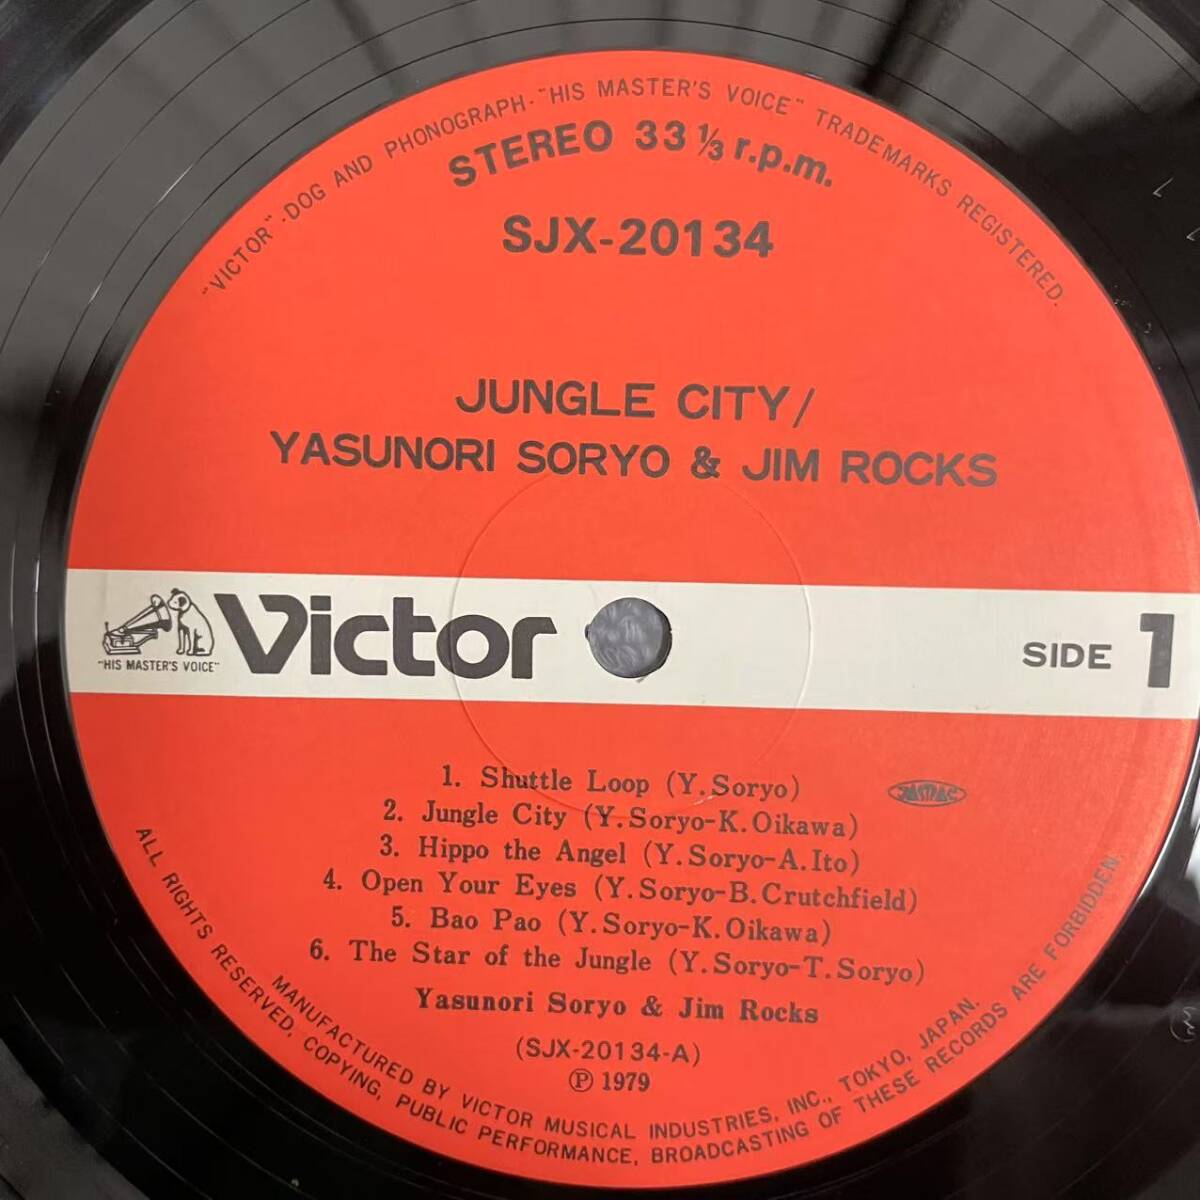 "VICTOR"·DOG AND PHONOGRAPH·"HIS MASTER'S VOICE" TRADEMARKS REGISTERED.
STEREO 33 1/3 r.p.m.
SJX-20134
JUNGLE CITY/
YASUNORI SORYO & JIM ROCKS
"HIS MASTER'S VOICE"
Victor
SIDE 1
1. Shuttle Loop (Y.Soryo)
JASRAC
2. Jungle City (Y.Soryo-K.Oikawa)
3. Hippo the Angel (Y.Soryo-A.Ito)
4. Open Your Eyes (Y.Soryo-B.Crutchfield)
5. Bao Pao (Y.Soryo-K.Oikawa)
6. The Star of the Jungle (Y.Soryo-T.Soryo)
Yasunori Soryo & Jim Rocks
(SJX-20134-A)
℗ 1979
MANUFACTURED BY VICTOR MUSICAL INDUSTRIES, INC., TOKYO, JAPAN.
ALL RIGHTS RESERVED. COPYING, PUBLIC PERFORMANCE, BROADCASTING OF THESE RECORDS ARE FORBIDDEN.